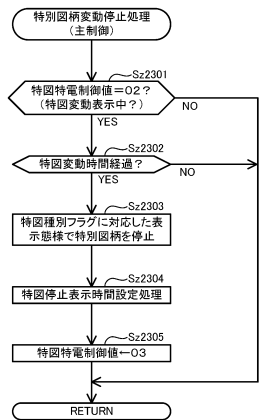 特別図柄変動停止処理
(主制御)
Sz2301
特図特電制御値=02?
(特図変動表示中?)
NO
YES
Sz2302
特図変動時間経過?
NO
YES
Sz2303
特図種別フラグに対応した表
示態様で特別図柄を停止
Sz2304
特図停止表示時間設定処理
Sz2305
特図特電制御値←03
RETURN